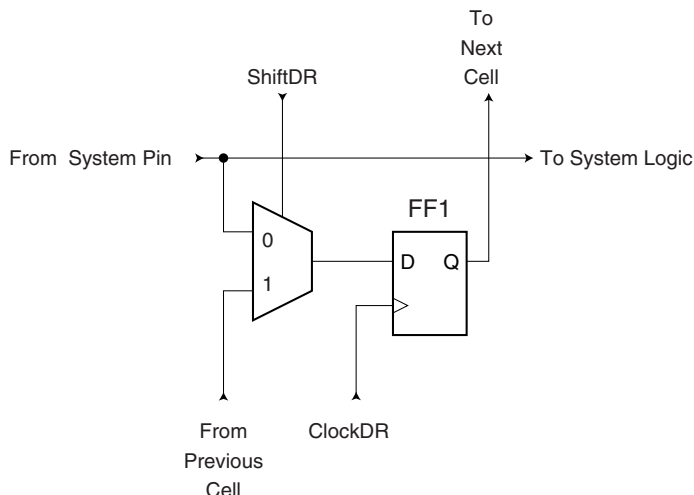 To
Next
Cell
ShiftDR
From System Pin
To System Logic
FF1
0
D Q
1
From
Previous
Cell
ClockDR